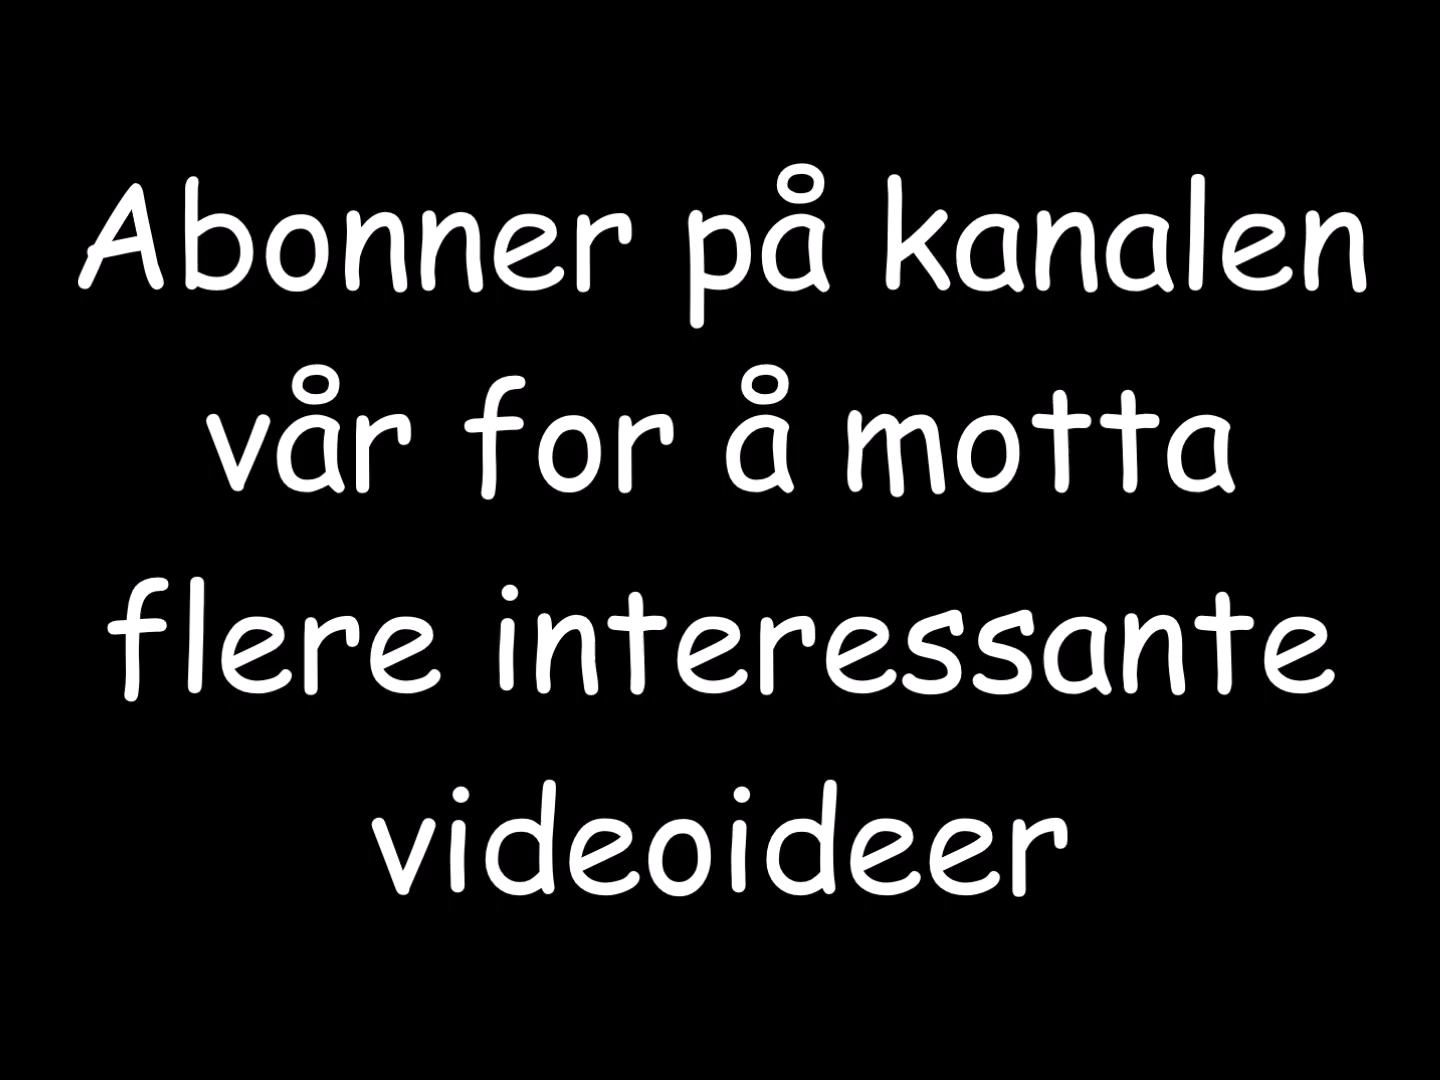 Abonner på kanalen
vår for å motta
flere interessante
videoideer